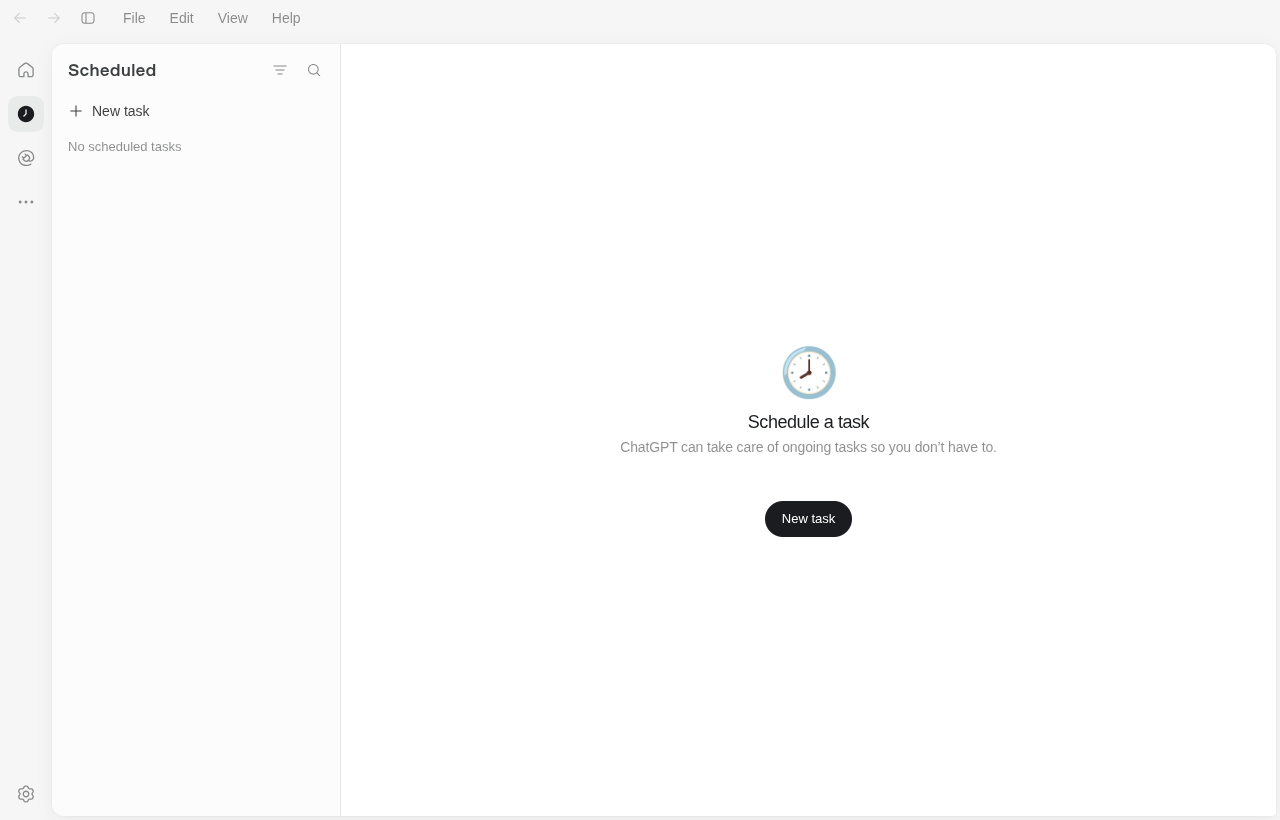 File Edit View Help
Scheduled
New task
No scheduled tasks
Schedule a task
ChatGPT can take care of ongoing tasks so you don't have to.
New task